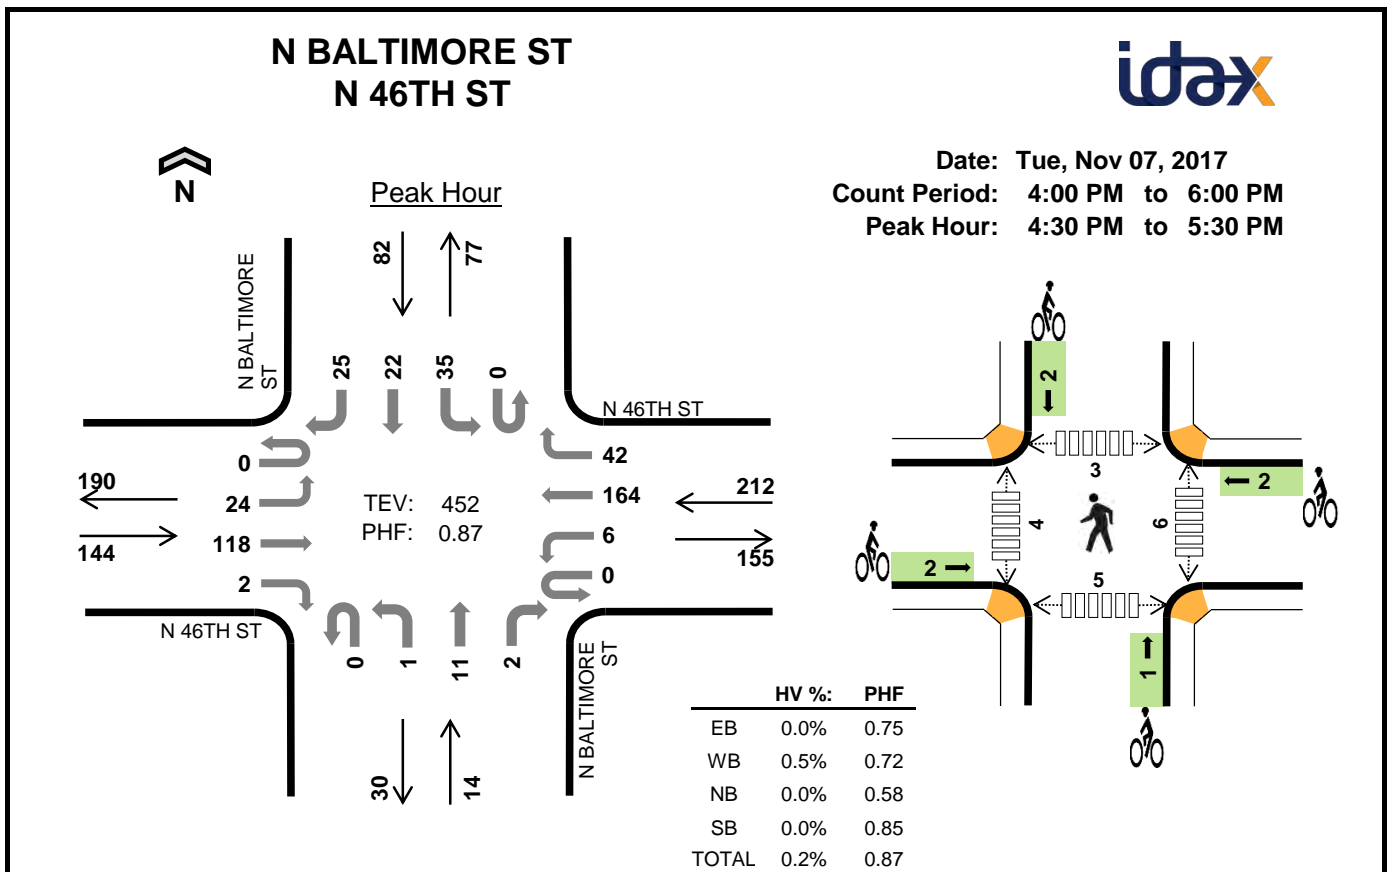 N BALTIMORE ST
N 46TH ST
idax
N
Peak Hour
Date: Tue, Nov 07, 2017
Count Period: 4:00 PM to 6:00 PM
Peak Hour: 4:30 PM to 5:30 PM
82
77
N BALTIMORE
ST
25
22
35
0
N 46TH ST
0
24
118
2
190
144
TEV: 452
PHF: 0.87
42
164
6
0
212
155
N 46TH ST
0
1
11
2
N BALTIMORE
ST
30
14
2
3
2
4
6
2
5
1
HV %: PHF
EB 0.0% 0.75
WB 0.5% 0.72
NB 0.0% 0.58
SB 0.0% 0.85
TOTAL 0.2% 0.87